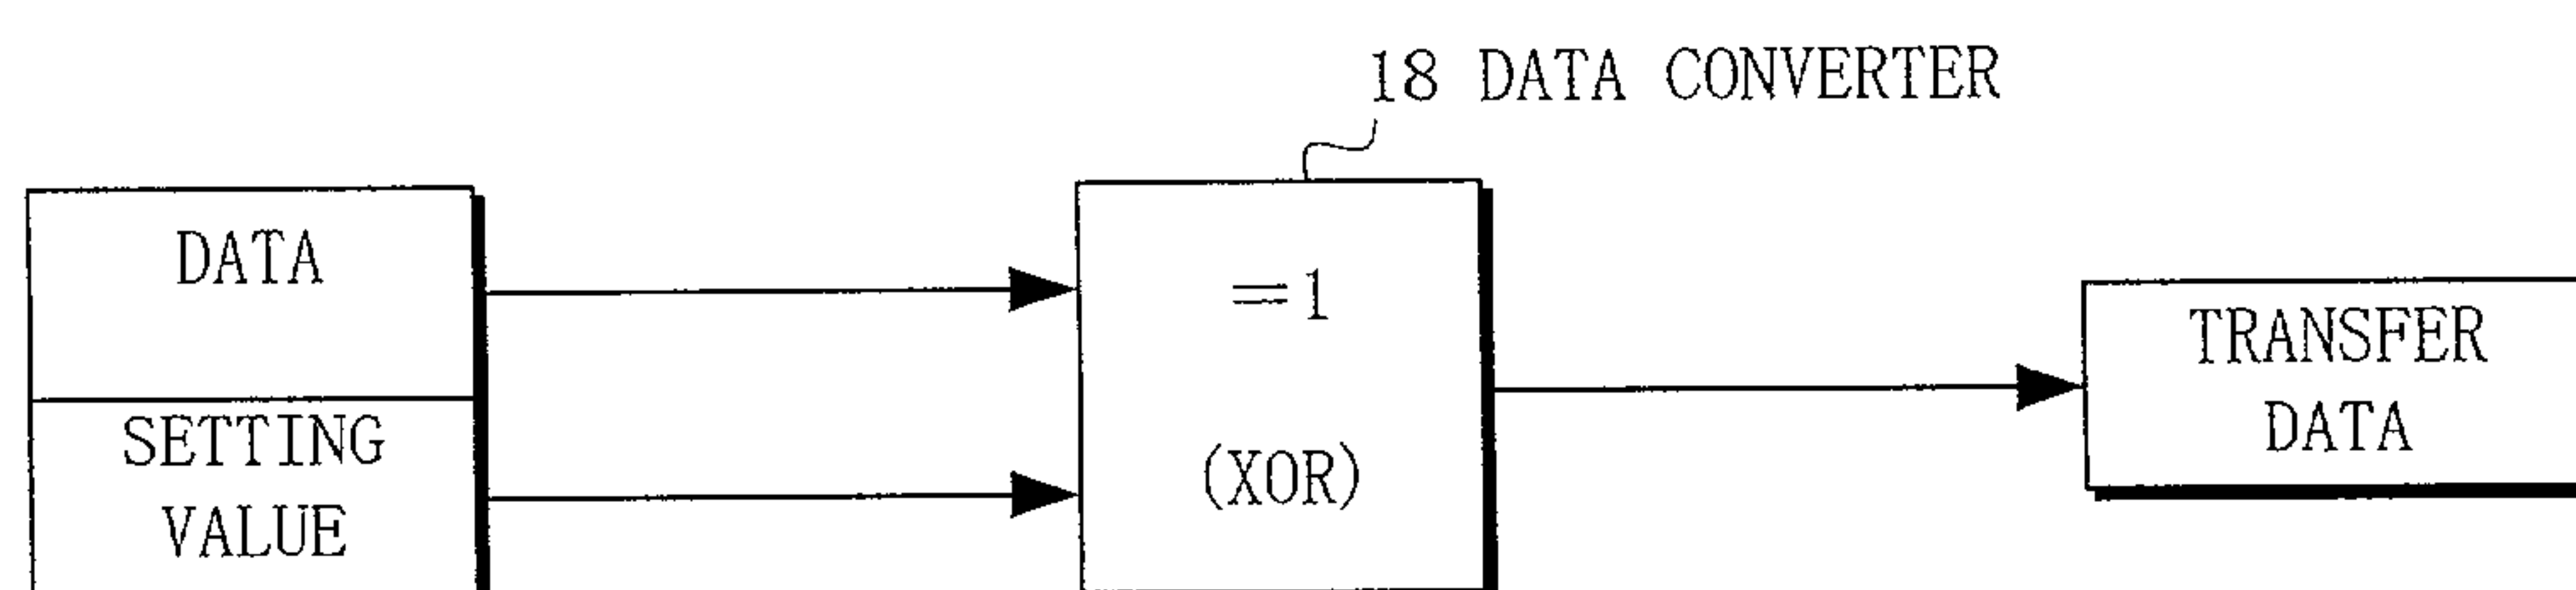 18 DATA CONVERTER
DATA
SETTING
VALUE
=1
(XOR)
TRANSFER
DATA